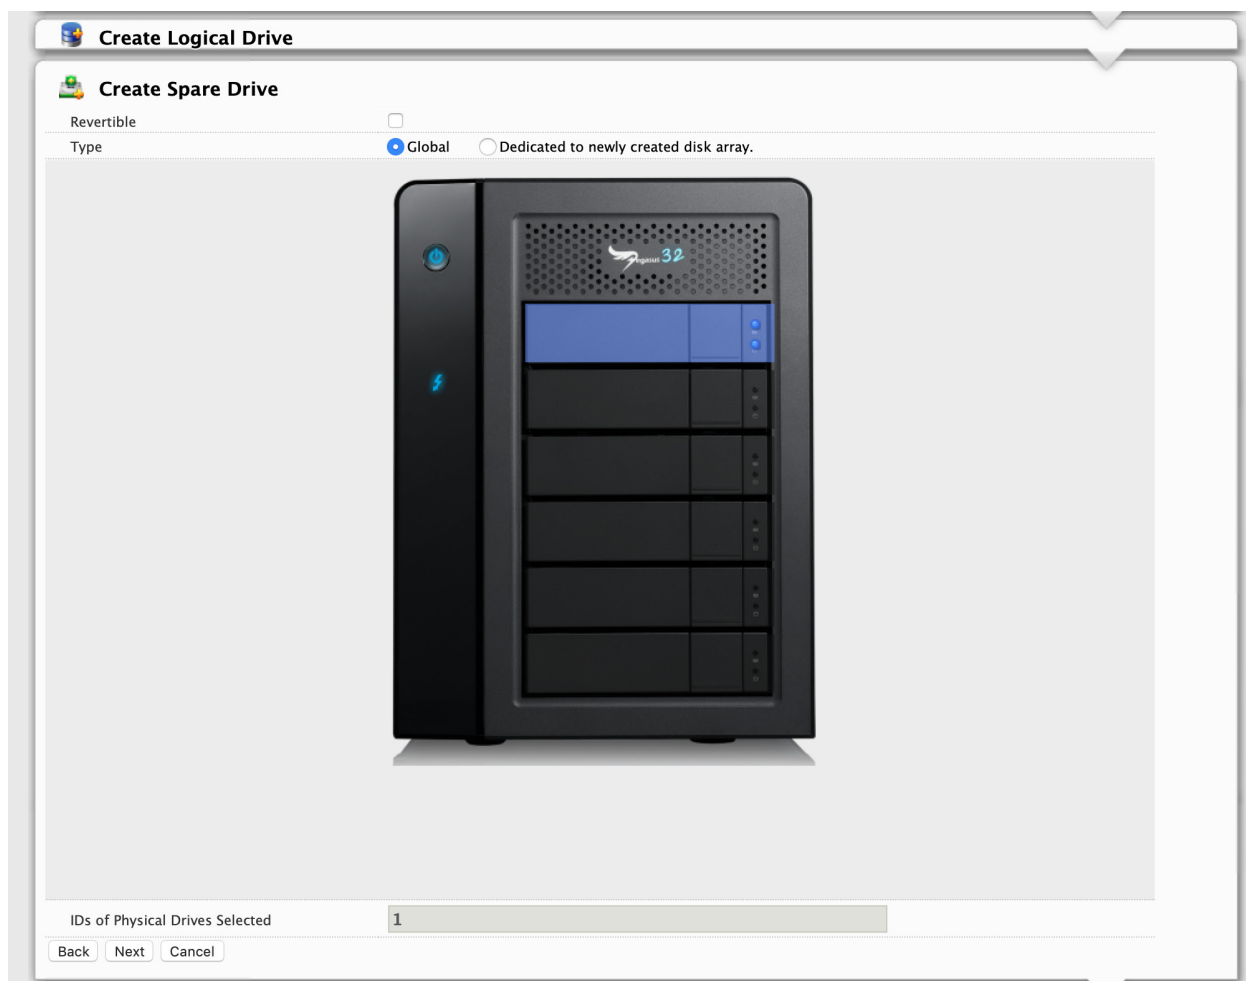 Create Logical Drive
Create Spare Drive
Revertible
Type Global Dedicated to newly created disk array.
Pegasus 32
IDs of Physical Drives Selected 1
Back Next Cancel